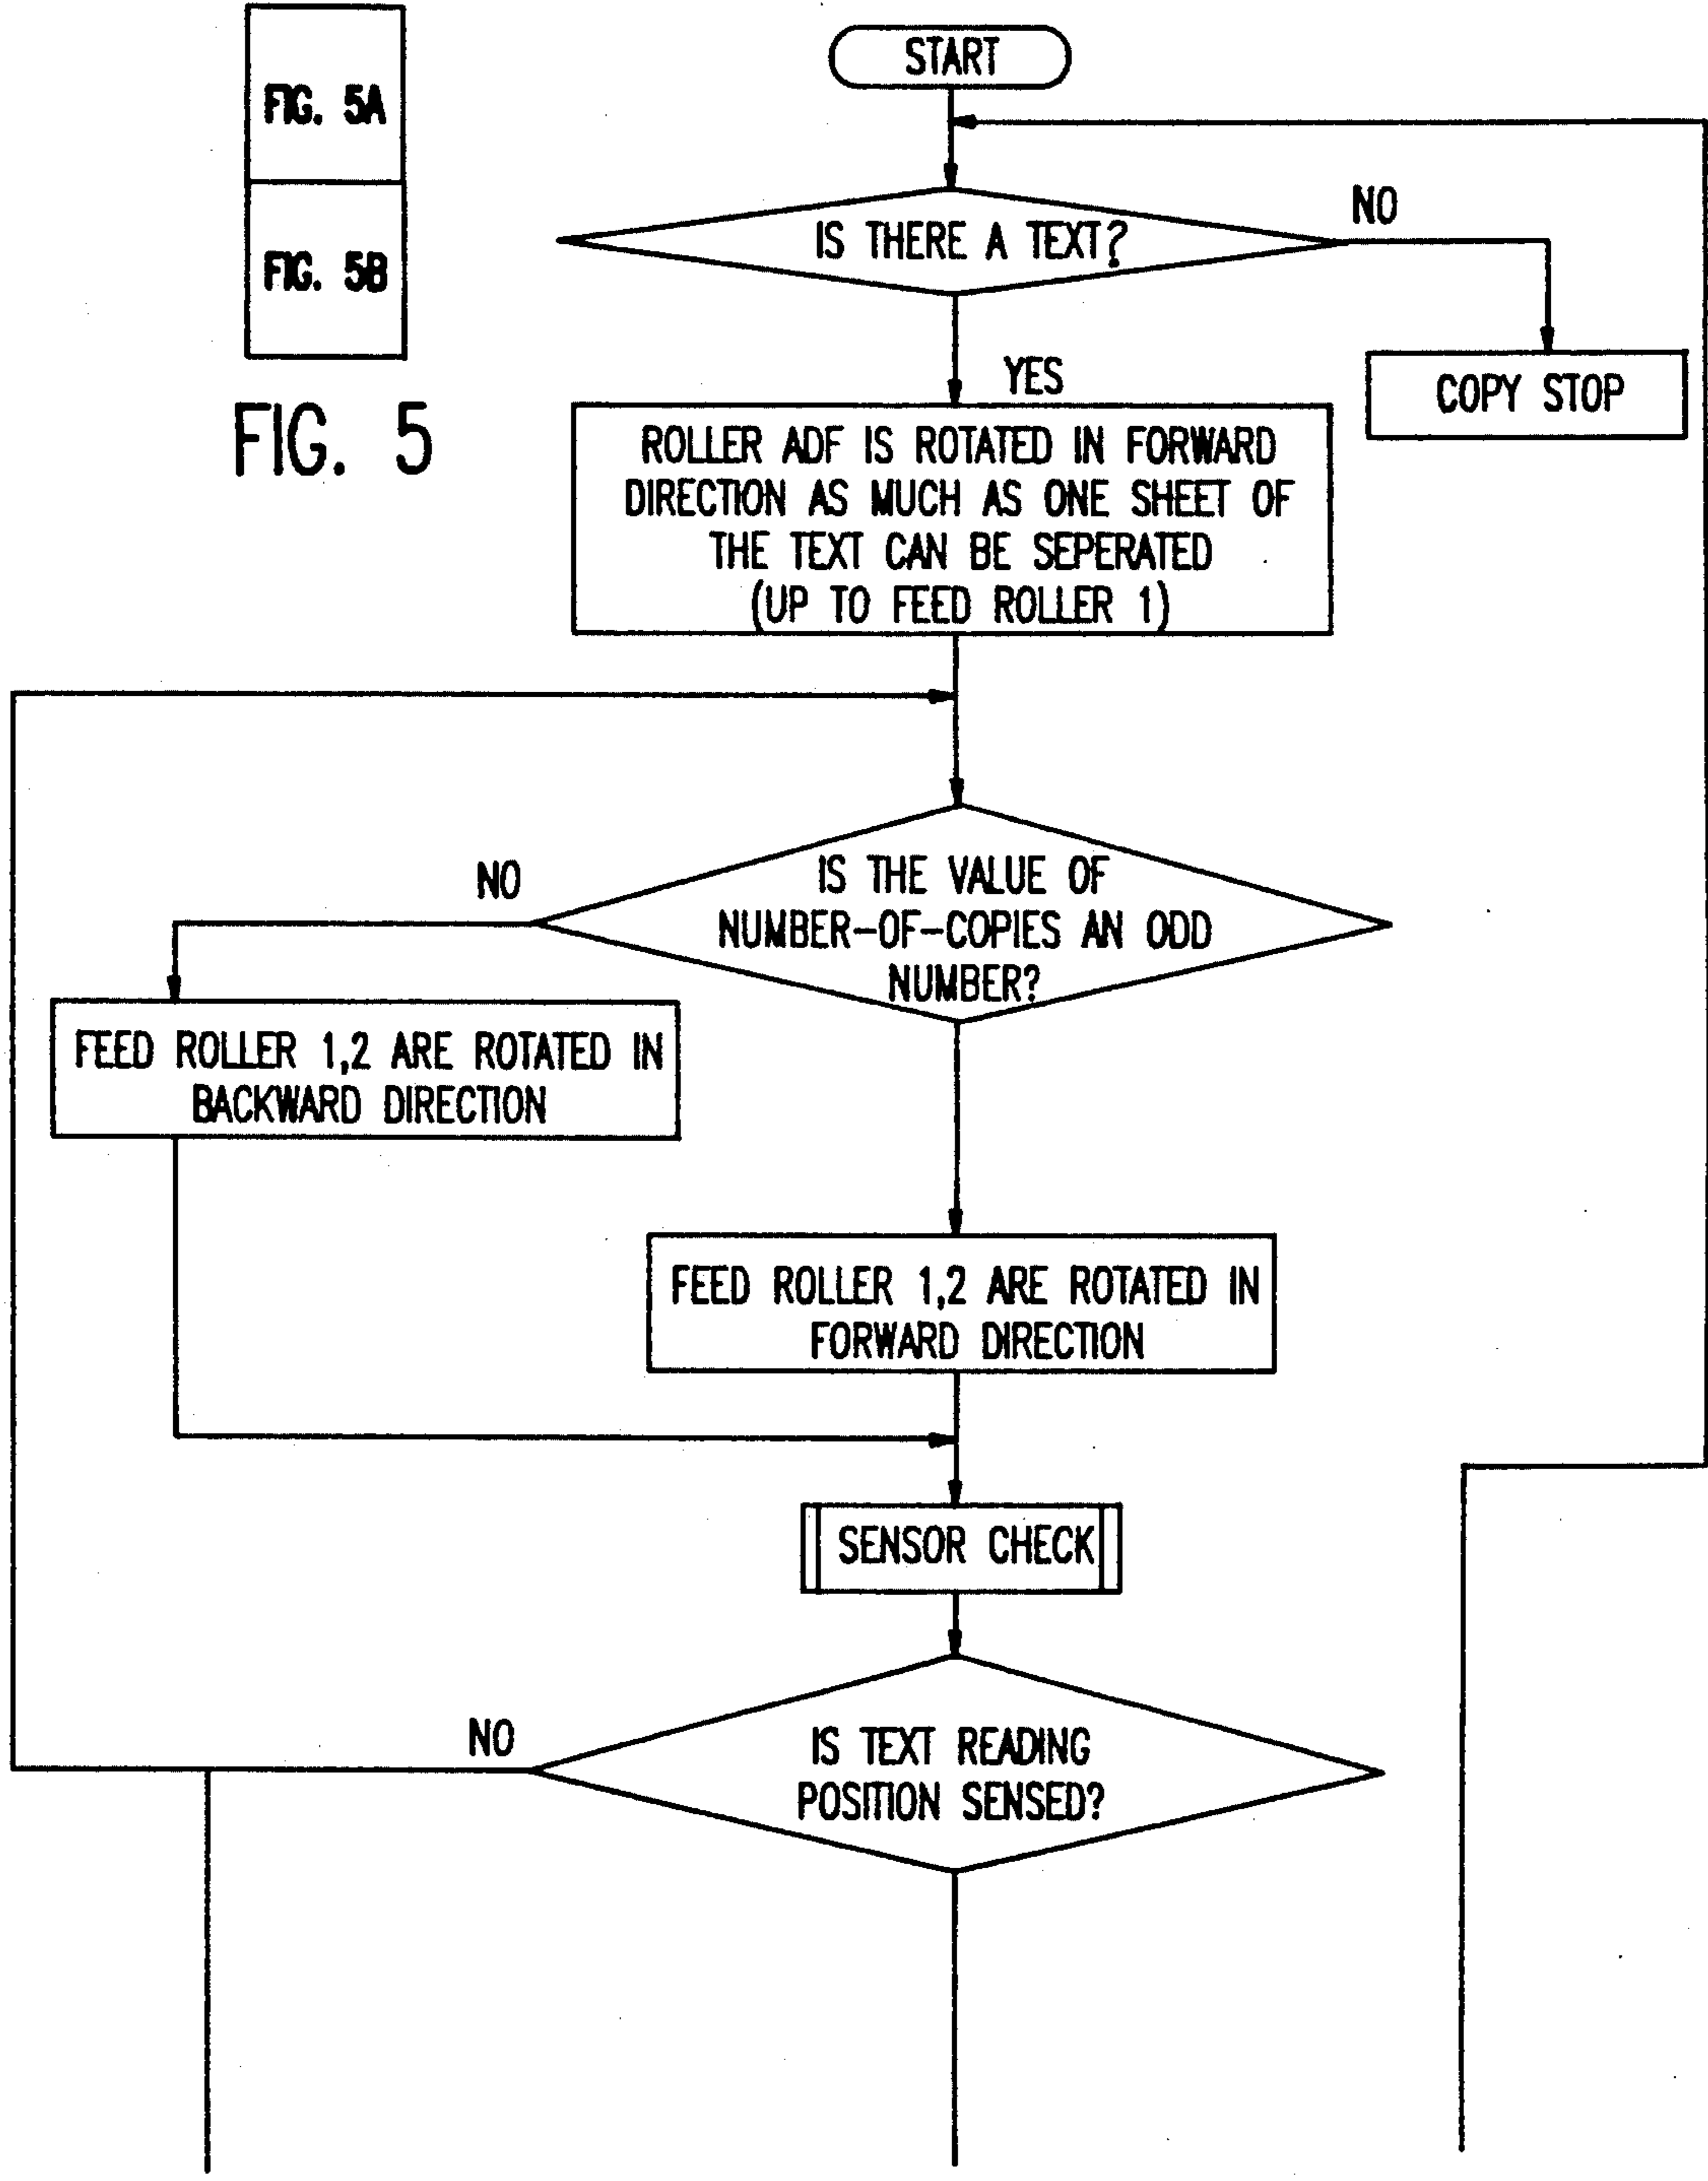 FIG. 5A
FIG. 5B
FIG. 5
START
IS THERE A TEXT?
NO
COPY STOP
YES
ROLLER ADF IS ROTATED IN FORWARD
DIRECTION AS MUCH AS ONE SHEET OF
THE TEXT CAN BE SEPERATED
(UP TO FEED ROLLER 1)
IS THE VALUE OF
NUMBER-OF-COPIES AN ODD
NUMBER?
NO
FEED ROLLER 1,2 ARE ROTATED IN
BACKWARD DIRECTION
FEED ROLLER 1,2 ARE ROTATED IN
FORWARD DIRECTION
SENSOR CHECK
NO
IS TEXT READING
POSITION SENSED?